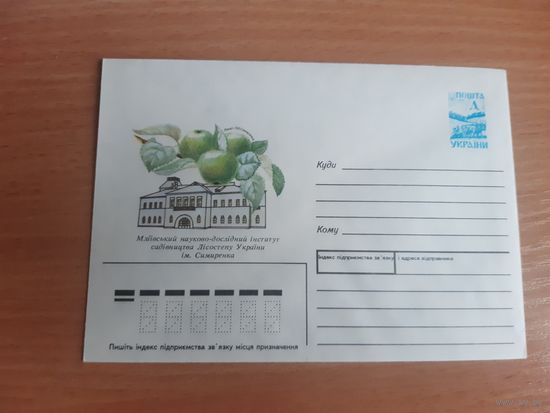 ПОШТА
Д
УКРАЇНИ
Куди
Мліївський науково-дослідний інститут
садівництва Лісостепу України
ім. Симиренка
Кому
Індекс підприємства зв'язку і адреса відправника
Пишіть індекс підприємства зв'язку місця призначення